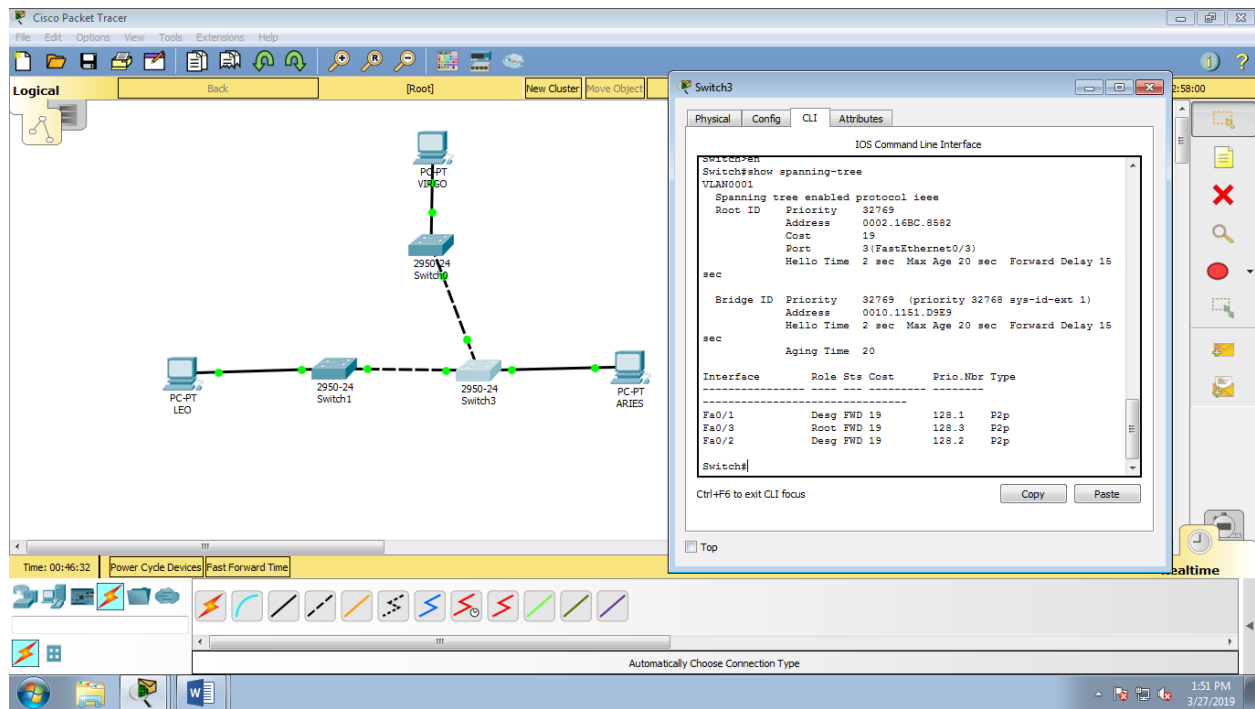 Cisco Packet Tracer
File Edit Options View Tools Extensions Help
Logical
Back
[Root]
New Cluster
Move Object
2:58:00
PC-PT
VIRGO
2950-24
Switch0
PC-PT
LEO
2950-24
Switch1
2950-24
Switch3
PC-PT
ARIES
Switch3
Physical Config CLI Attributes
IOS Command Line Interface
Switch>en
Switch#show spanning-tree
VLAN0001
Spanning tree enabled protocol ieee
Root ID Priority 32769
Address 0002.16BC.8582
Cost 19
Port 3(FastEthernet0/3)
Hello Time 2 sec Max Age 20 sec Forward Delay 15
sec
Bridge ID Priority 32769 (priority 32768 sys-id-ext 1)
Address 0010.1151.D9E9
Hello Time 2 sec Max Age 20 sec Forward Delay 15
sec
Aging Time 20
Interface Role Sts Cost Prio.Nbr Type
---------------- ---- --- --------- --------
--------------------------------
Fa0/1 Desg FWD 19 128.1 P2p
Fa0/3 Root FWD 19 128.3 P2p
Fa0/2 Desg FWD 19 128.2 P2p
Switch#
Ctrl+F6 to exit CLI focus
Copy
Paste
Top
Time: 00:46:32
Power Cycle Devices
Fast Forward Time
Automatically Choose Connection Type
1:51 PM
3/27/2019